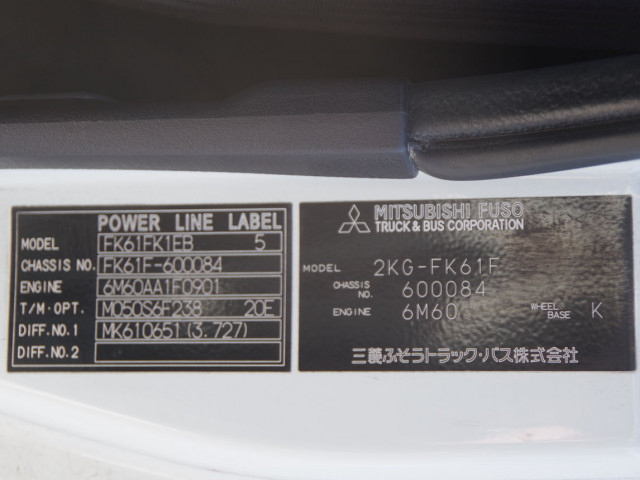 POWER LINE LABEL
MODEL FK61FK1EB 5
CHASSIS NO. FK61F-600084
ENGINE 6M60AA1F0901
T/M・OPT. M050S6F238 20E
DIFF.NO.1 MK610651(3.727)
DIFF.NO.2
MITSUBISHI FUSO
TRUCK & BUS CORPORATION
MODEL 2KG-FK61F
CHASSIS NO. 600084
ENGINE 6M60 WHEEL BASE K
三菱ふそうトラック・バス株式会社